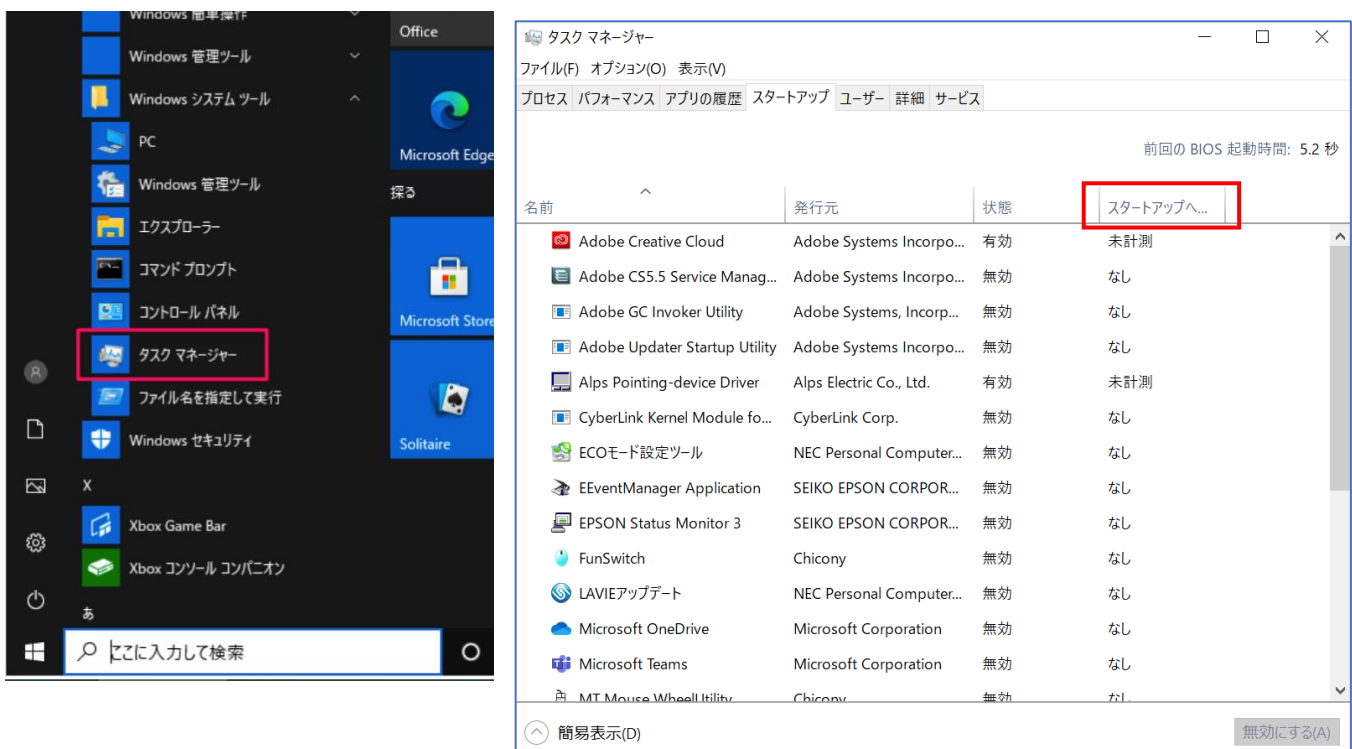 Windows 簡単操作
Windows 管理ツール
Windows システム ツール
PC
Windows 管理ツール
エクスプローラー
コマンド プロンプト
コントロール パネル
タスク マネージャー
ファイル名を指定して実行
Windows セキュリティ
X
Xbox Game Bar
Xbox コンソール コンパニオン
あ
ここに入力して検索
Office
Microsoft Edge
探る
Microsoft Store
Solitaire
タスク マネージャー
ファイル(F) オプション(O) 表示(V)
プロセス パフォーマンス アプリの履歴 スタートアップ ユーザー 詳細 サービス
前回の BIOS 起動時間: 5.2 秒
名前 発行元 状態 スタートアップへ...
Adobe Creative Cloud Adobe Systems Incorpo... 有効 未計測
Adobe CS5.5 Service Manag... Adobe Systems Incorpo... 無効 なし
Adobe GC Invoker Utility Adobe Systems, Incorp... 無効 なし
Adobe Updater Startup Utility Adobe Systems Incorpo... 無効 なし
Alps Pointing-device Driver Alps Electric Co., Ltd. 有効 未計測
CyberLink Kernel Module fo... CyberLink Corp. 無効 なし
ECOモード設定ツール NEC Personal Computer... 無効 なし
EEventManager Application SEIKO EPSON CORPOR... 無効 なし
EPSON Status Monitor 3 SEIKO EPSON CORPOR... 無効 なし
FunSwitch Chicony 無効 なし
LAVIEアップデート NEC Personal Computer... 無効 なし
Microsoft OneDrive Microsoft Corporation 無効 なし
Microsoft Teams Microsoft Corporation 無効 なし
MT Mouse WheelUtility Chicony 無効 なし
簡易表示(D) 無効にする(A)